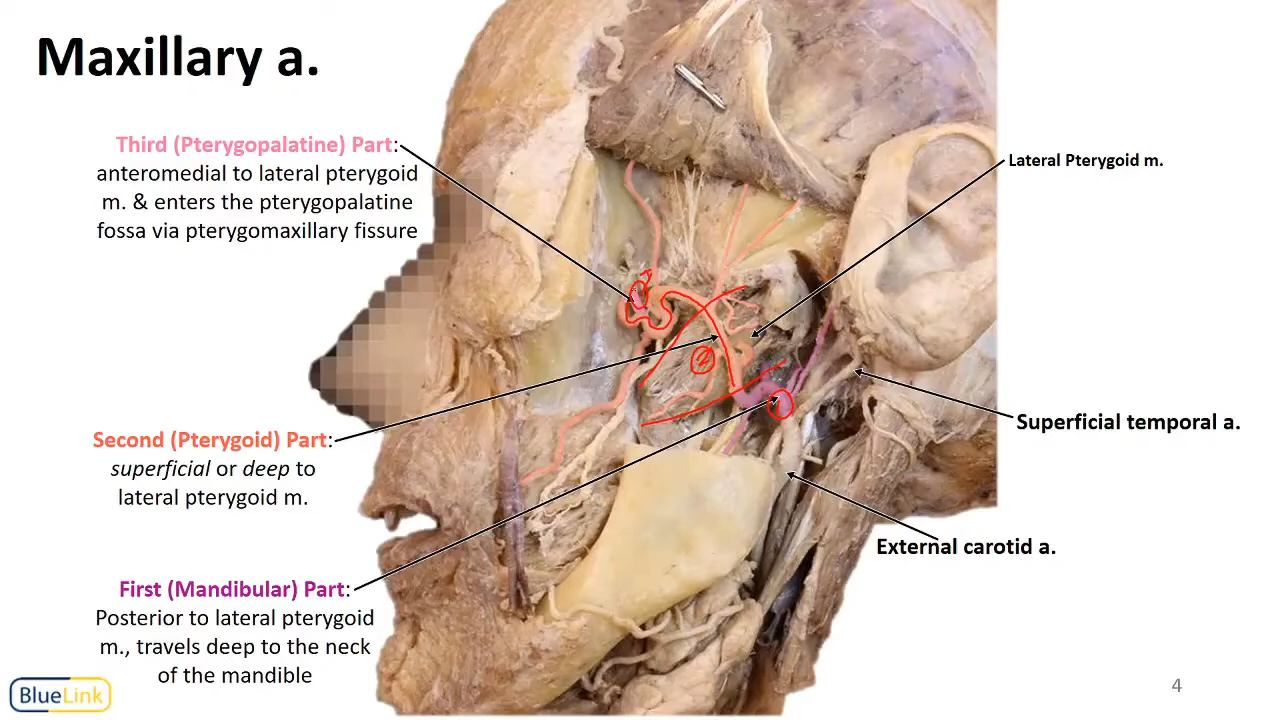 Maxillary a.
Third (Pterygopalatine) Part:
anteromedial to lateral pterygoid
m. & enters the pterygopalatine
fossa via pterygomaxillary fissure
Lateral Pterygoid m.
Second (Pterygoid) Part:
superficial or deep to
lateral pterygoid m.
Superficial temporal a.
External carotid a.
First (Mandibular) Part:
Posterior to lateral pterygoid
m., travels deep to the neck
of the mandible
BlueLink
4
2
1